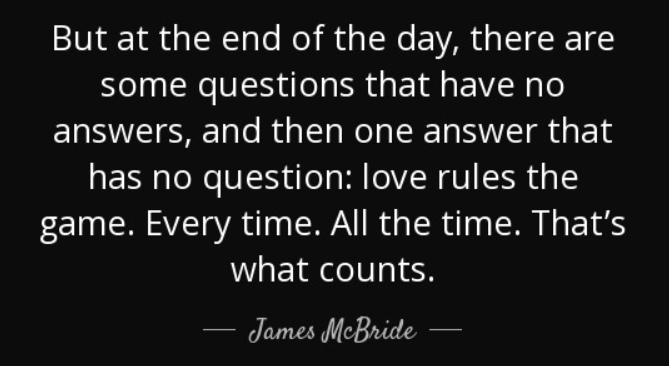 But at the end of the day, there are
some questions that have no
answers, and then one answer that
has no question: love rules the
game. Every time. All the time. That’s
what counts.
James McBride